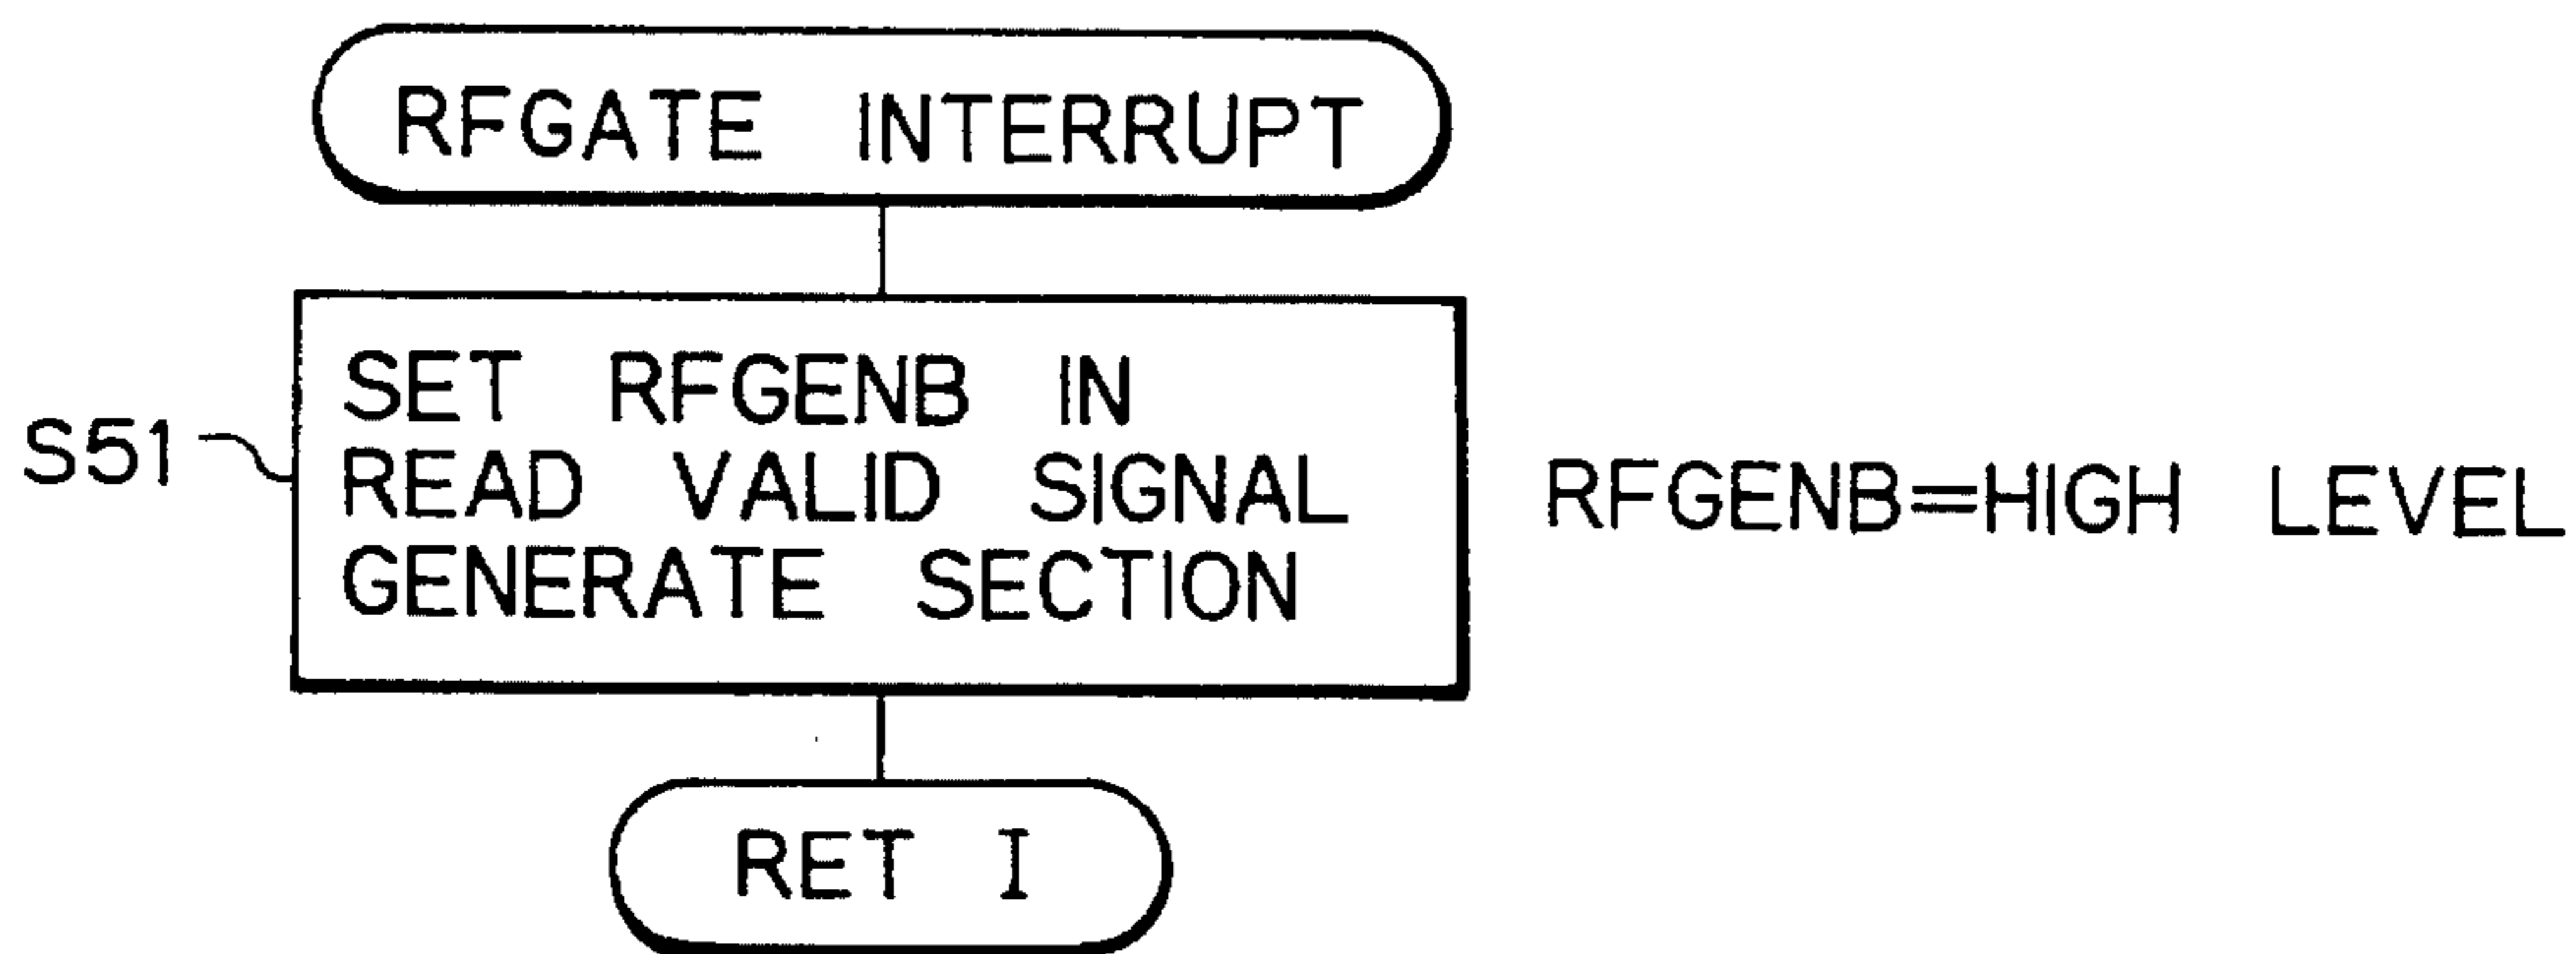 RFGATE INTERRUPT
SET RFGENB IN
READ VALID SIGNAL
GENERATE SECTION
S51
RFGENB=HIGH LEVEL
RET I